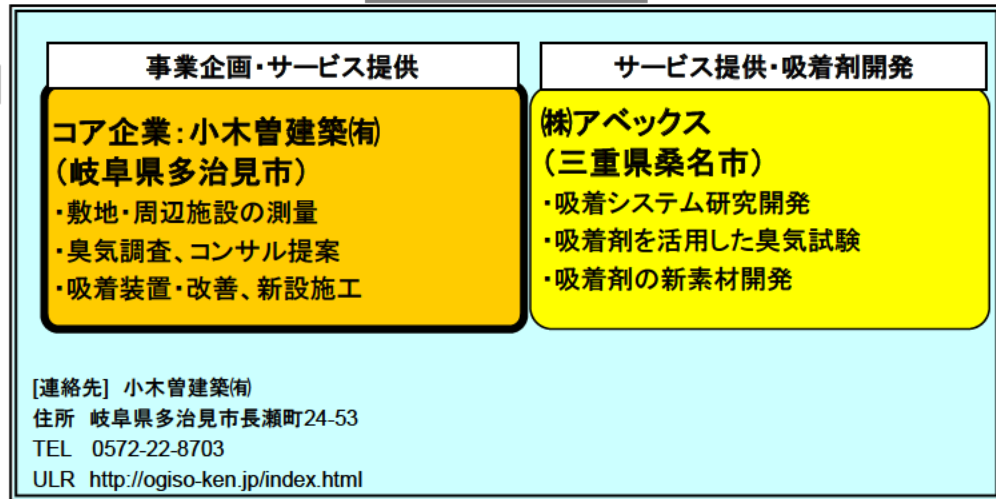 事業企画・サービス提供
コア企業：小木曽建築㈲
（岐阜県多治見市）
・敷地・周辺施設の測量
・臭気調査、コンサル提案
・吸着装置・改善、新設施工
サービス提供・吸着剤開発
㈱アベックス
（三重県桑名市）
・吸着システム研究開発
・吸着剤を活用した臭気試験
・吸着剤の新素材開発
[連絡先] 小木曽建築㈲
住所 岐阜県多治見市長瀬町24-53
TEL 0572-22-8703
ULR http://ogiso-ken.jp/index.html